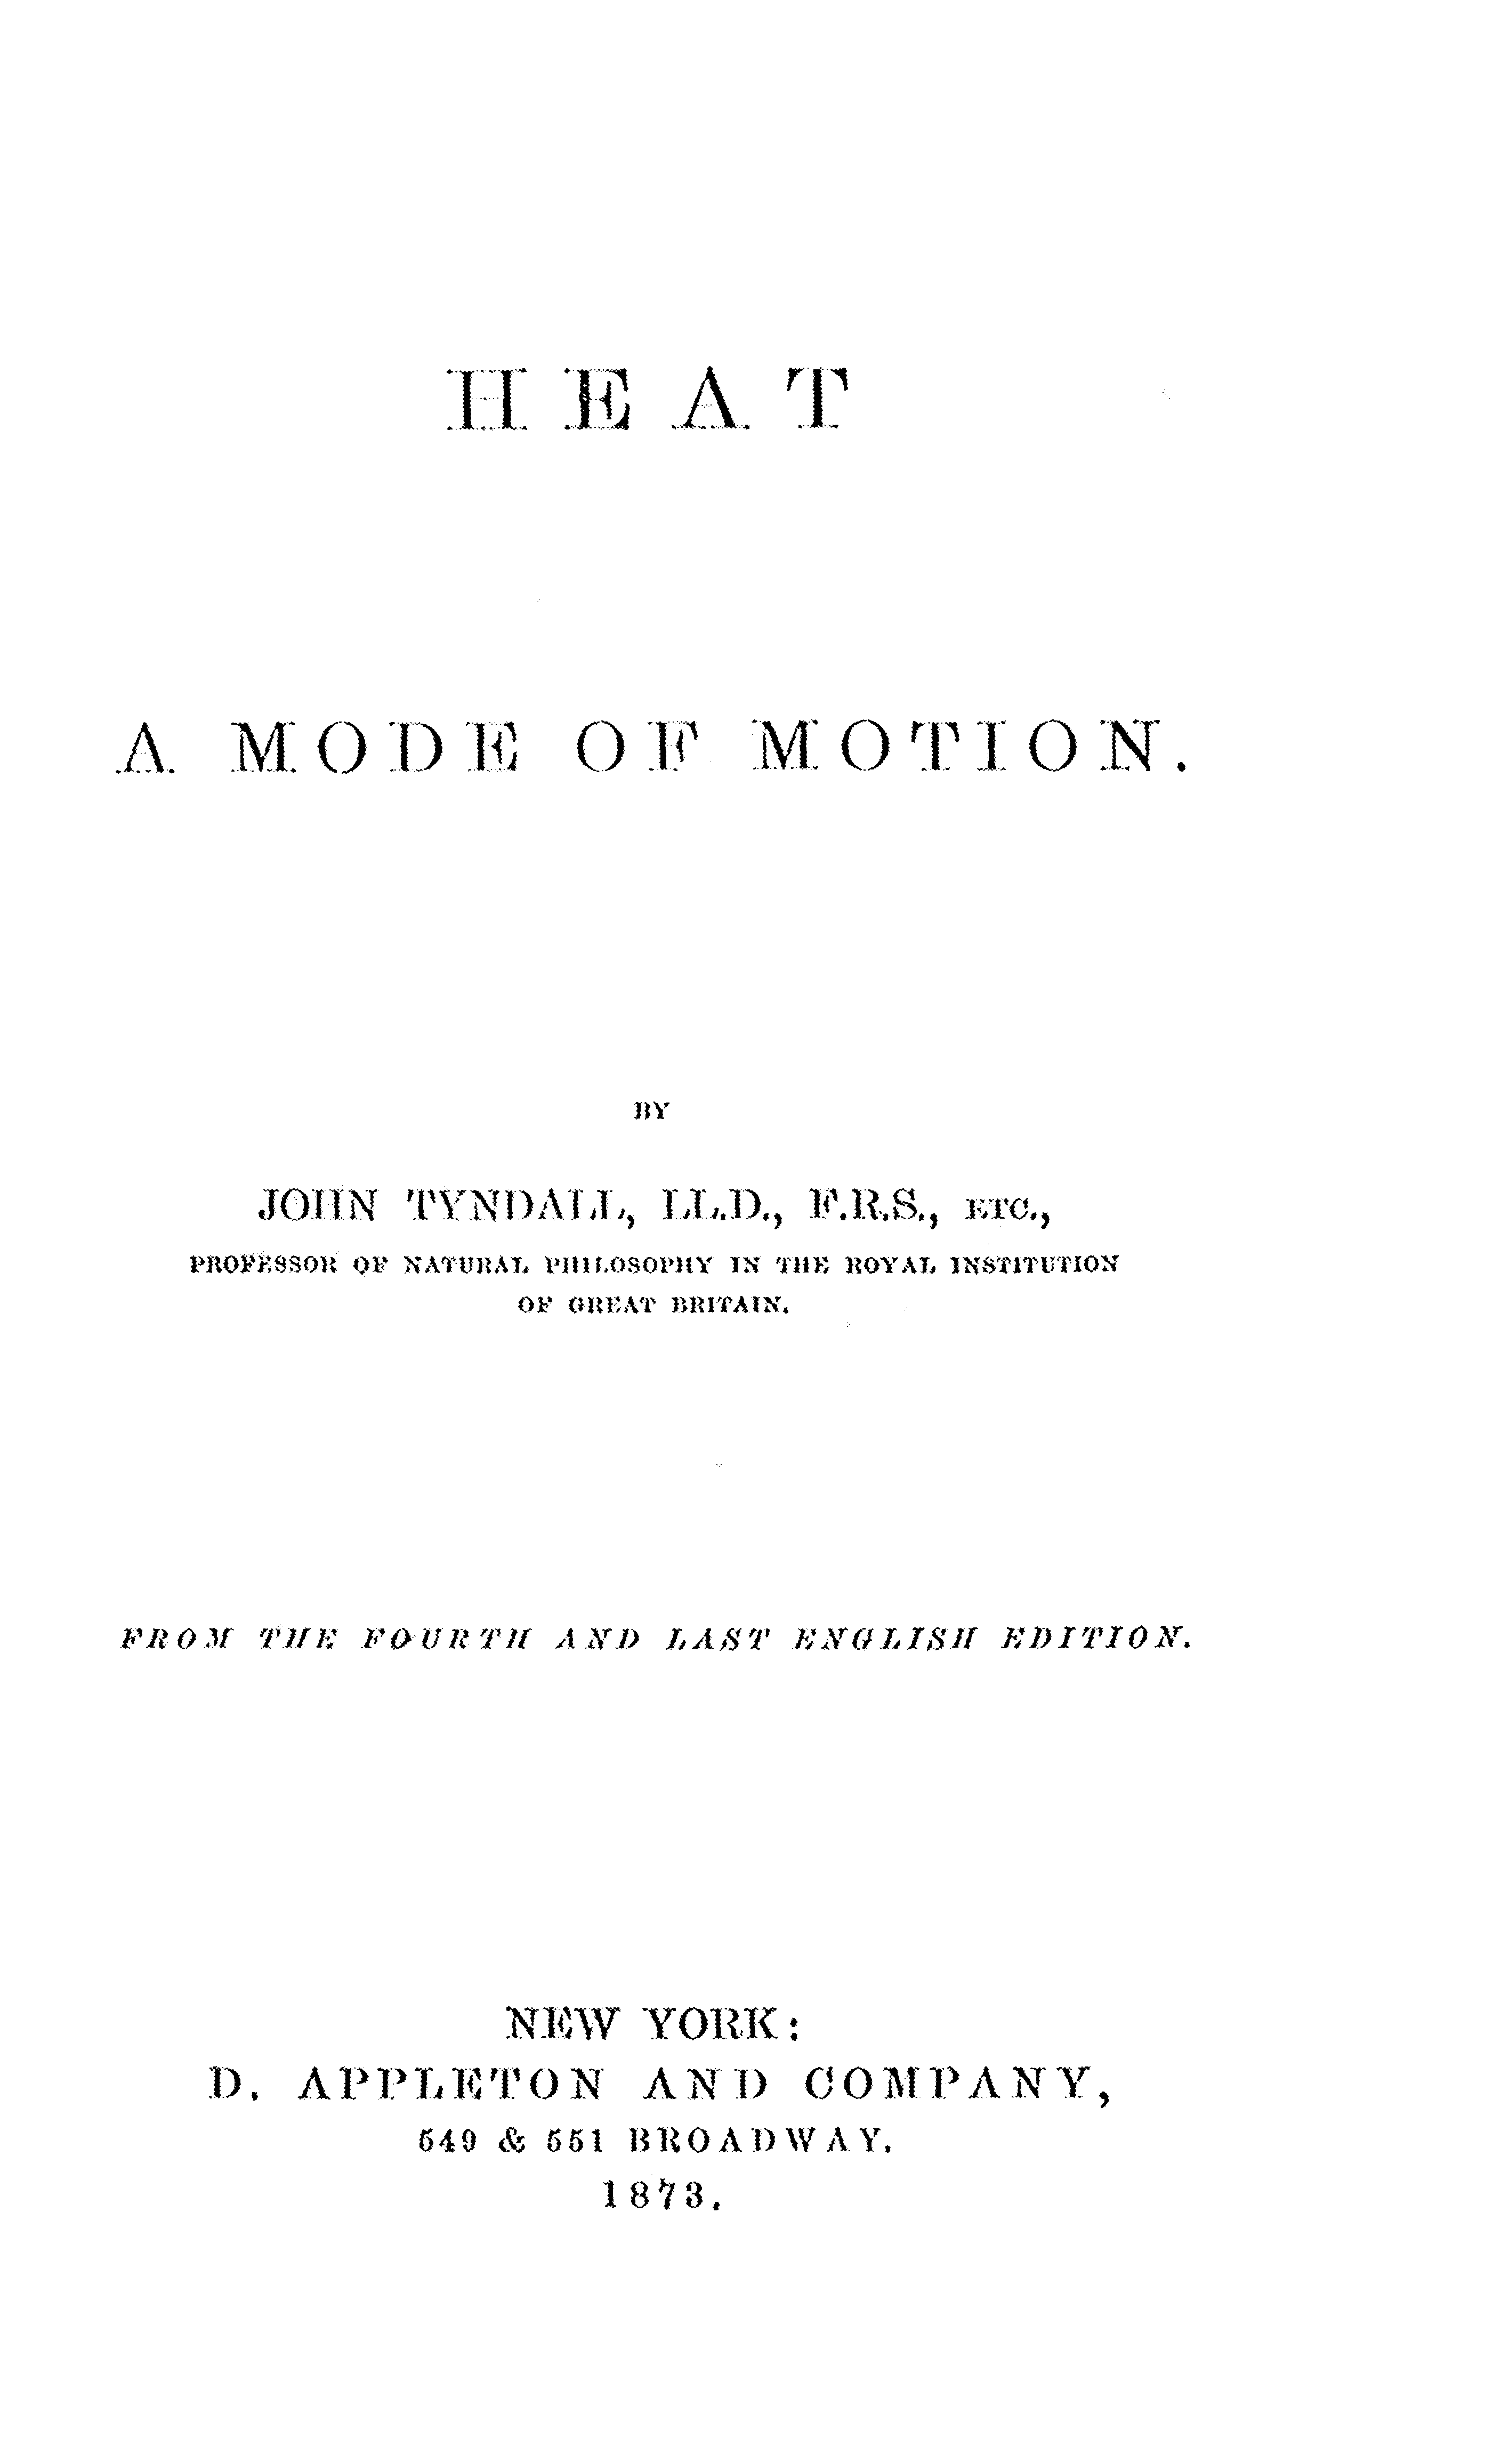 HEAT
A MODE OF MOTION.
BY
JOHN TYNDALL, LL.D., F.R.S., ETC.,
PROFESSOR OF NATURAL PHILOSOPHY IN THE ROYAL INSTITUTION
OF GREAT BRITAIN.
FROM THE FOURTH AND LAST ENGLISH EDITION.
NEW YORK:
D. APPLETON AND COMPANY,
549 & 551 BROADWAY.
1873.